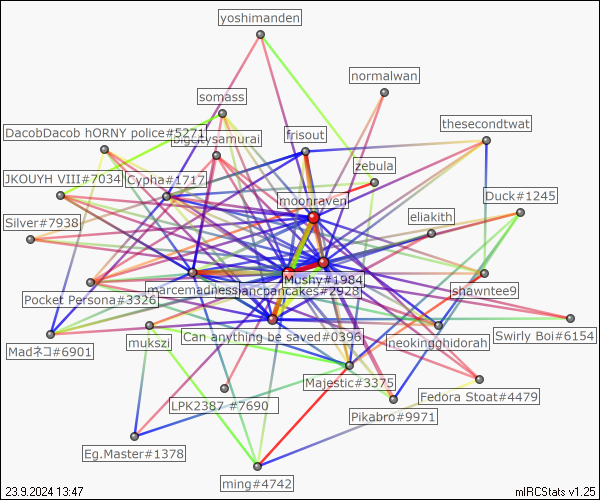 yoshimanden
normalwan
somass
thesecondtwat
DacobDacob hORNY police#5271
bigcitysamurai
frisout
zebula
JKOUYH VIII#7034
Cypha#1717
Duck#1245
moonraven
eliakith
Silver#7938
Mushy#1984
Pocket Persona#3326
marcemadness
ancpancakes#2928
shawntee9
Madネコ#6901
mukszi
Can anything be saved#0396
neokingghidorah
Swirly Boi#6154
Majestic#3375
LPK2387 #7690
Fedora Stoat#4479
Pikabro#9971
Eg.Master#1378
ming#4742
23.9.2024 13:47
mIRCStats v1.25